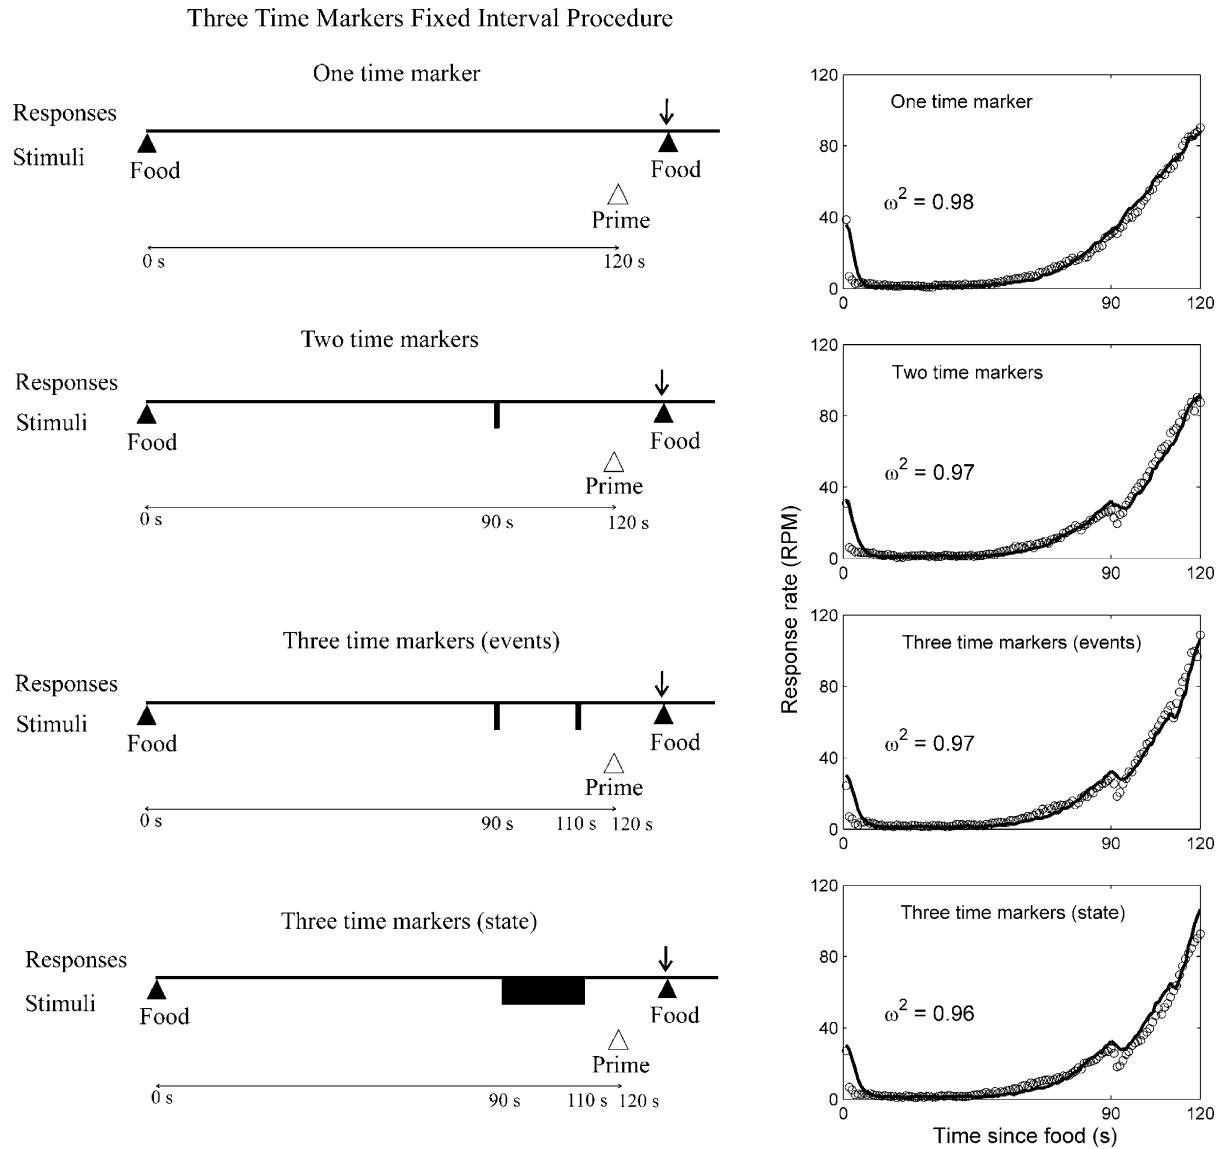 Three Time Markers Fixed Interval Procedure
One time marker
Responses
Stimuli
Food
Food
Prime
0 s
120 s
Two time markers
Responses
Stimuli
Food
Food
Prime
0 s
90 s
120 s
Three time markers (events)
Responses
Stimuli
Food
Food
Prime
0 s
90 s
110 s
120 s
Three time markers (state)
Responses
Stimuli
Food
Food
Prime
0 s
90 s
110 s
120 s
Response rate (RPM)
120
One time marker
80
ω² = 0.98
40
0
0
90
120
120
Two time markers
80
ω² = 0.97
40
0
0
90
120
120
Three time markers (events)
80
ω² = 0.97
40
0
0
90
120
120
Three time markers (state)
80
ω² = 0.96
40
0
0
90
120
Time since food (s)